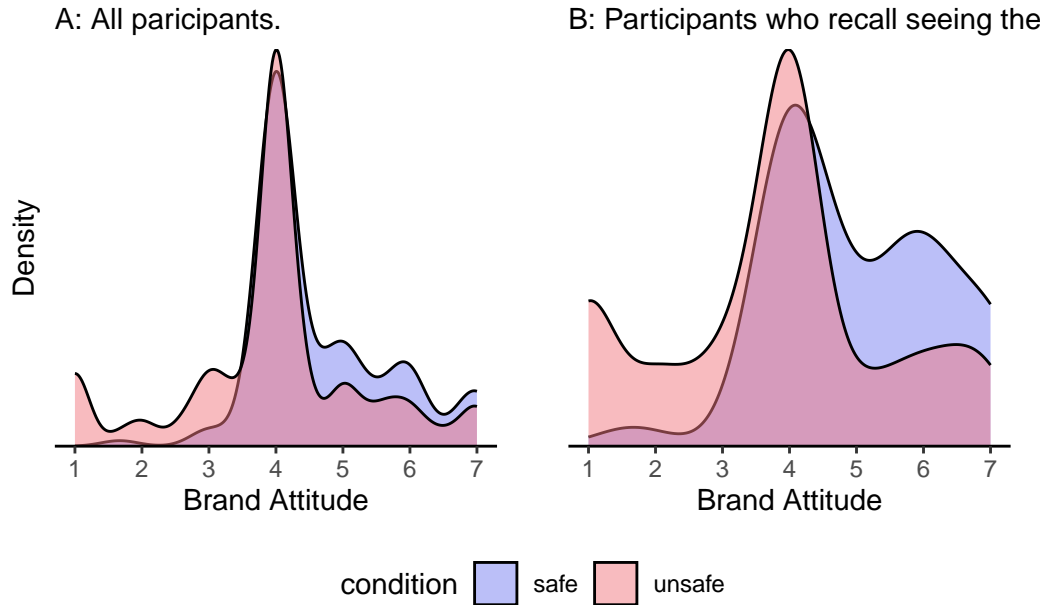 A: All paricipants.
B: Participants who recall seeing the
Density
1 2 3 4 5 6 7
Brand Attitude
1 2 3 4 5 6 7
Brand Attitude
condition safe unsafe